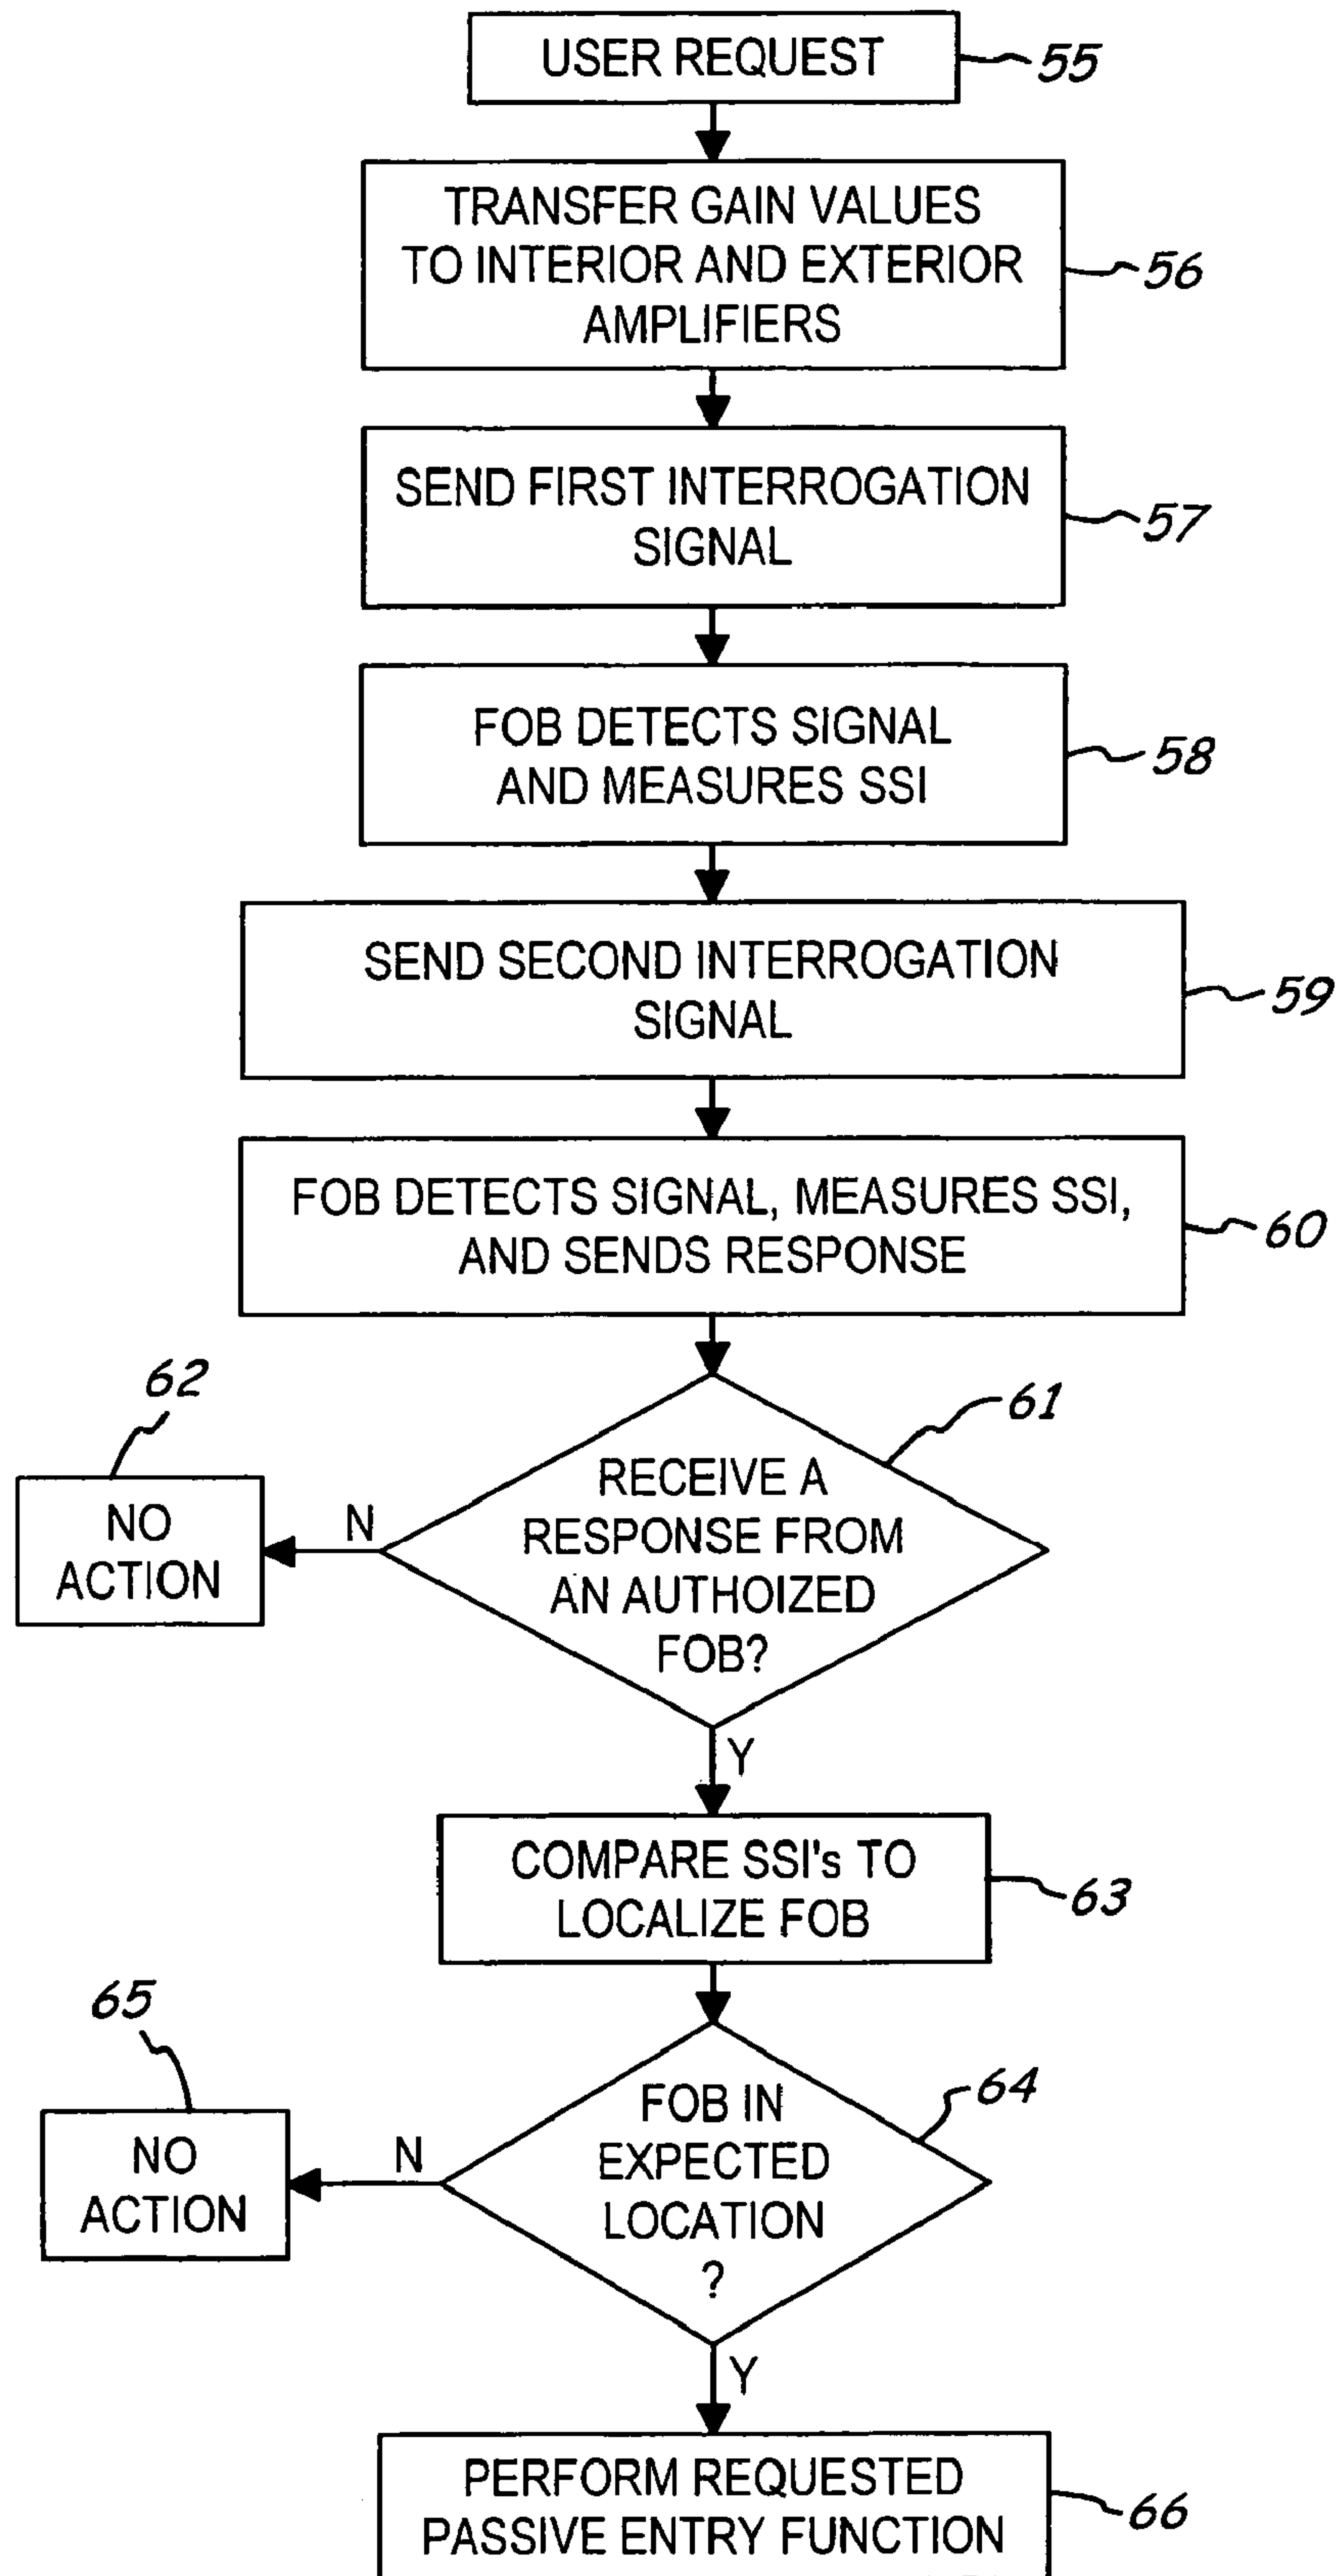 USER REQUEST
55
TRANSFER GAIN VALUES
TO INTERIOR AND EXTERIOR
AMPLIFIERS
56
SEND FIRST INTERROGATION
SIGNAL
57
FOB DETECTS SIGNAL
AND MEASURES SSI
58
SEND SECOND INTERROGATION
SIGNAL
59
FOB DETECTS SIGNAL, MEASURES SSI,
AND SENDS RESPONSE
60
62
61
NO
ACTION
N
RECEIVE A
RESPONSE FROM
AN AUTHOIZED
FOB?
Y
COMPARE SSI's TO
LOCALIZE FOB
63
65
64
NO
ACTION
N
FOB IN
EXPECTED
LOCATION
?
Y
PERFORM REQUESTED
PASSIVE ENTRY FUNCTION
66